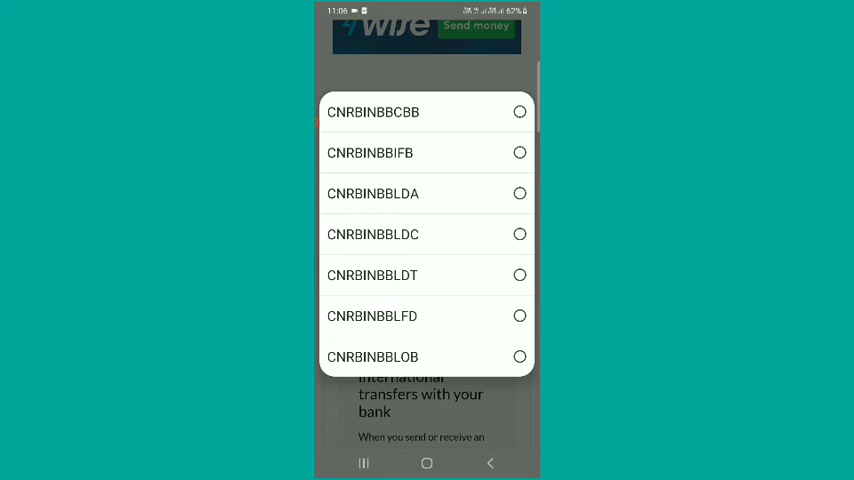 11:06
62%
wise
Send money
CNRBINBBCBB
CNRBINBBIFB
CNRBINBBLDA
CNRBINBBLDC
CNRBINBBLDT
CNRBINBBLFD
CNRBINBBLOB
international
transfers with your
bank
When you send or receive an